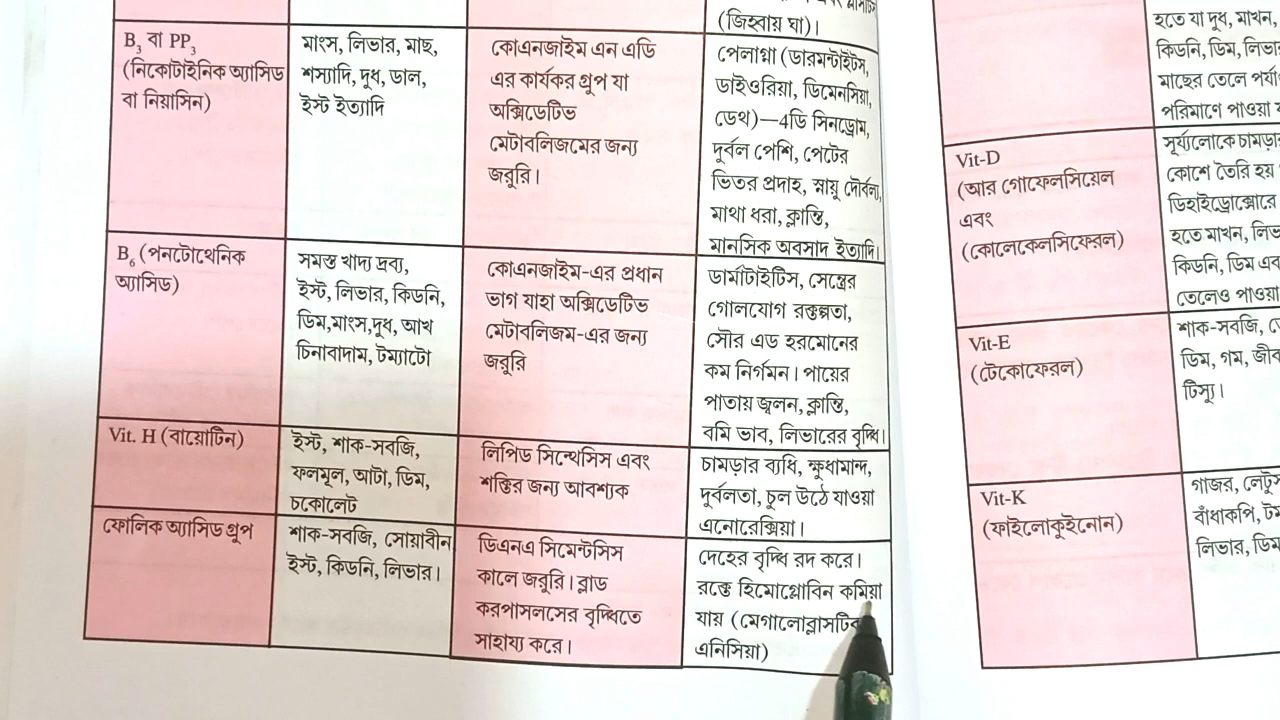 (জিহ্বায় ঘা)।
B₃ বা PP₃
(নিকোটাইনিক অ্যাসিড
বা নিয়াসিন)
মাংস, লিভার, মাছ,
শস্যাদি, দুধ, ডাল,
ইস্ট ইত্যাদি
কোএনজাইম এন এডি
এর কার্যকর গ্রুপ যা
অক্সিডেটিভ
মেটাবলিজমের জন্য
জরুরি।
পেলাগ্রা (ডারমন্টাইটস,
ডাইওরিয়া, ডিমেনসিয়া,
ডেথ)—4ডি সিনড্রোম,
দুর্বল পেশি, পেটের
ভিতর প্রদাহ, স্নায়ু দৌর্বল্য,
মাথা ধরা, ক্লান্তি,
মানসিক অবসাদ ইত্যাদি।
B₆ (পনটোথেনিক
অ্যাসিড)
সমস্ত খাদ্য দ্রব্য,
ইস্ট, লিভার, কিডনি,
ডিম,মাংস,দুধ, আখ
চিনাবাদাম, টম্যাটো
কোএনজাইম-এর প্রধান
ভাগ যাহা অক্সিডেটিভ
মেটাবলিজম-এর জন্য
জরুরি
ডার্মাটাইটিস, সেন্ত্রের
গোলযোগ রক্তল্পতা,
সৌর এড হরমোনের
কম নির্গমন। পায়ের
পাতায় জ্বলন, ক্লান্তি,
বমি ভাব, লিভারের বৃদ্ধি।
Vit. H (বায়োটিন)
ইস্ট, শাক-সবজি,
ফলমূল, আটা, ডিম,
চকোলেট
লিপিড সিন্থেসিস এবং
শক্তির জন্য আবশ্যক
চামড়ার ব্যধি, ক্ষুধামান্দ,
দুর্বলতা, চুল উঠে যাওয়া
এনোরেক্সিয়া।
ফোলিক অ্যাসিড গ্রুপ
শাক-সবজি, সোয়াবীন
ইস্ট, কিডনি, লিভার।
ডিএনএ সিমেন্টসিস
কালে জরুরি। ব্লাড
করপাসলসের বৃদ্ধিতে
সাহায্য করে।
দেহের বৃদ্ধি রদ করে।
রক্তে হিমোগ্লোবিন কমিয়া
যায় (মেগালোব্লাসটিক
এনিসিয়া)
হতে যা দুধ, মাখন,
কিডনি, ডিম,
মাছের তেলে
পরিমাণে পাওয়া
Vit-D
(আর গোফেলসিয়েল
এবং
(কোলেকেলসিফেরল)
সূর্য্যালোকে
কোশে তৈরি হয়
হতে মাখন,
কিডনি, ডিম
তেলেও পাওয়া
Vit-E
(টেকোফেরল)
শাক-সবজি,
ডিম, গম,
টিস্যু।
Vit-K
(ফাইলোকুইনোন)
গাজর,
বাঁধাকপি,
লিভার,